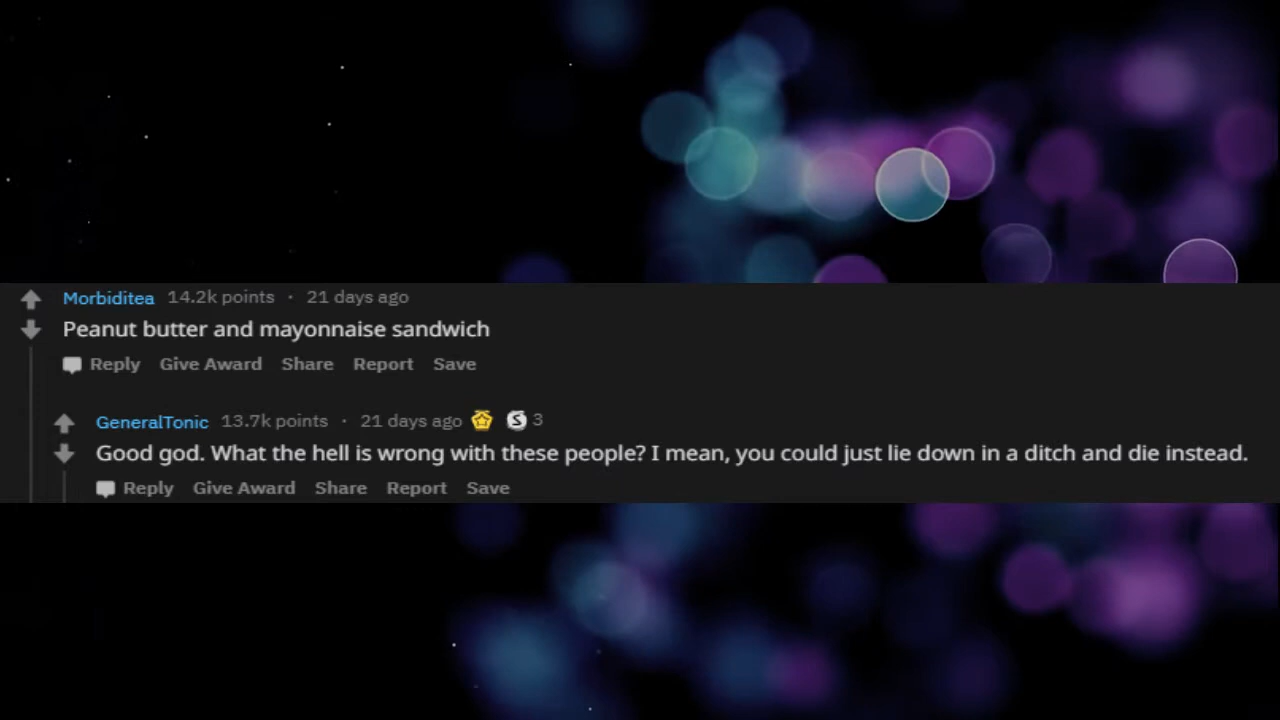 Morbiditea 14.2k points · 21 days ago
Peanut butter and mayonnaise sandwich
Reply Give Award Share Report Save
GeneralTonic 13.7k points · 21 days ago S 3
Good god. What the hell is wrong with these people? I mean, you could just lie down in a ditch and die instead.
Reply Give Award Share Report Save